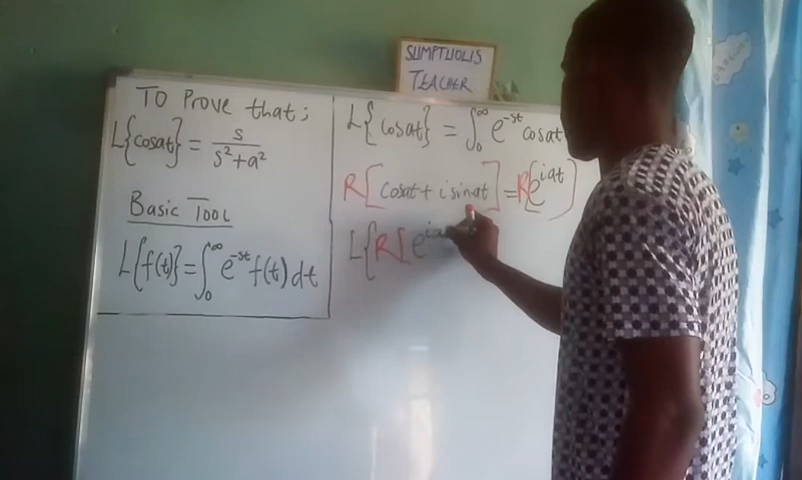 SUMPTUOUS
TEACHER
TO Prove that;
L{cosat} = s/(s²+a²)
Basic Tool
L{f(t)} = ∫₀^∞ e^-st f(t) dt
L{cosat} = ∫₀^∞ e^-st cosat
R[cosat + i sinat] = R[e^iat]
L{R[e^ia